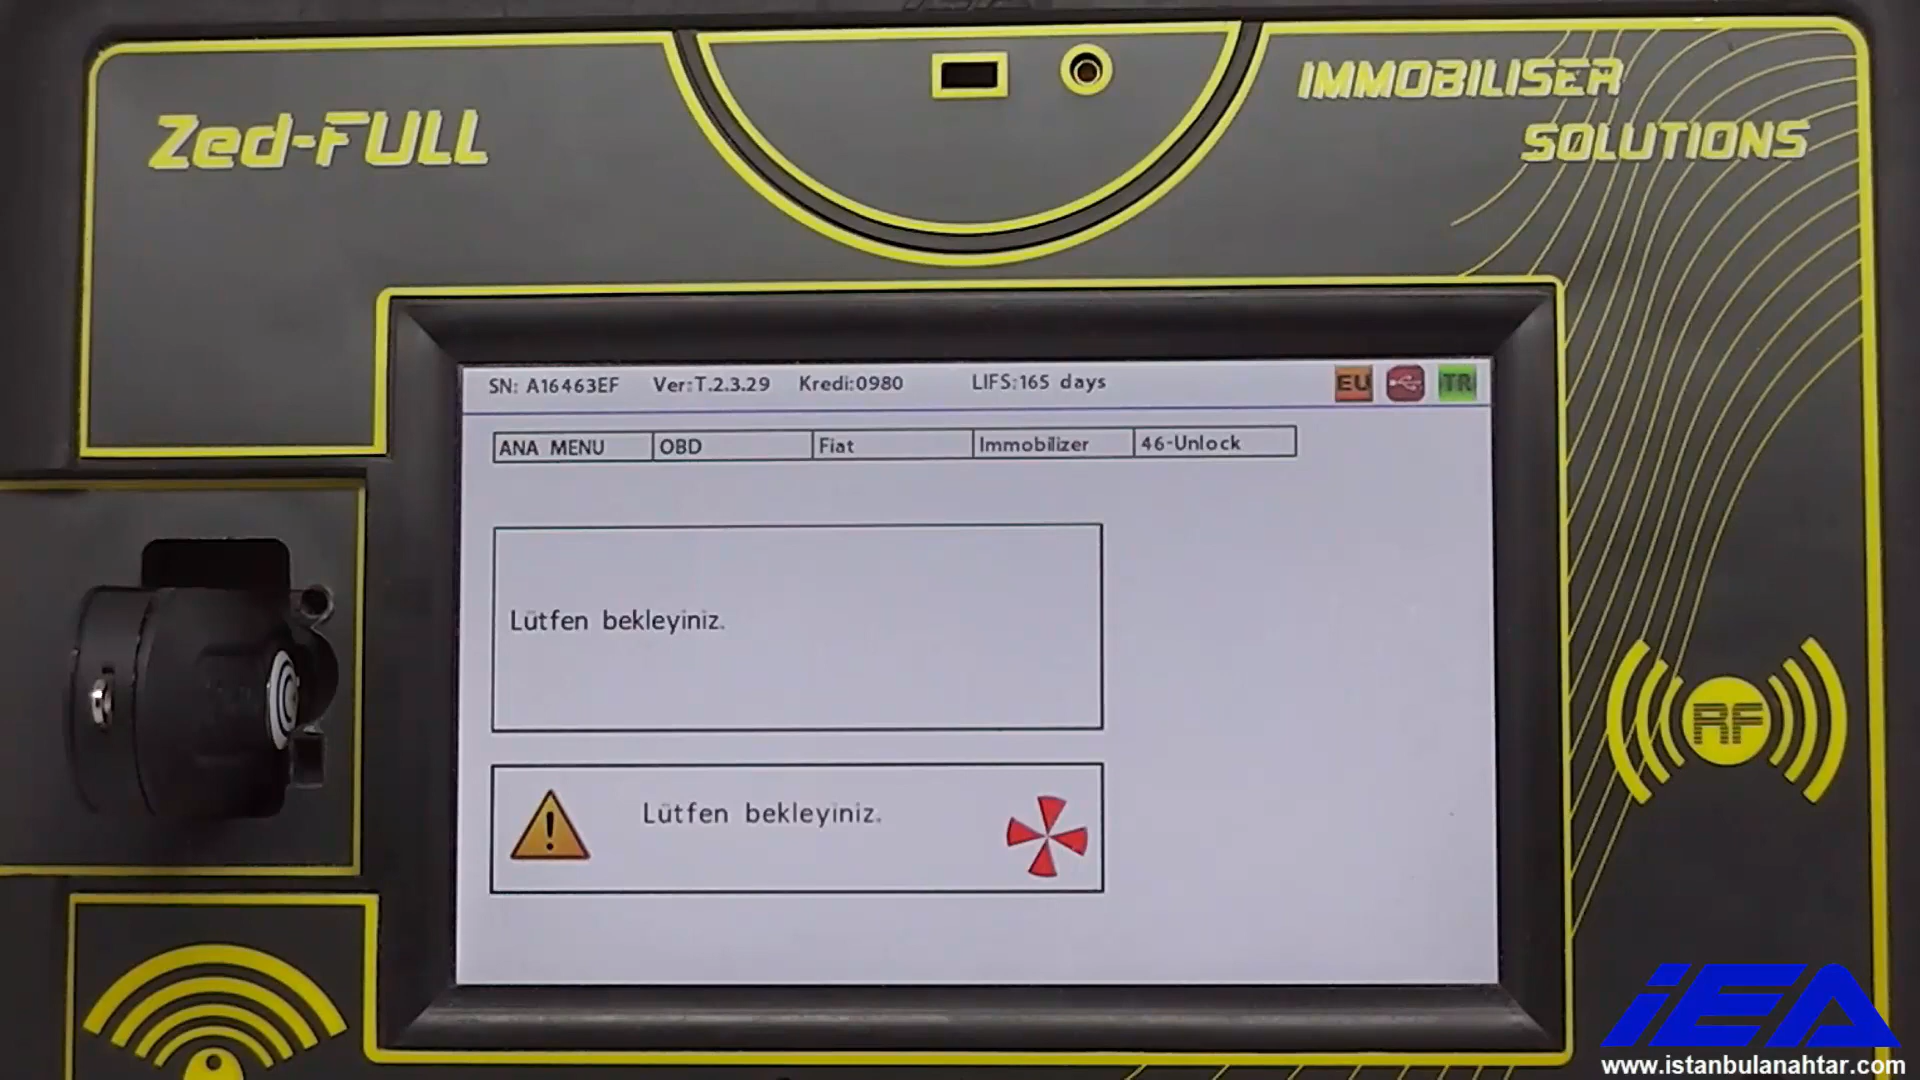 Zed-FULL
IMMOBILISER
SOLUTIONS
SN: A16463EF Ver:T.2.3.29 Kredi:0980 LIFS:165 days EU TR
ANA MENU OBD Fiat Immobilizer 46-Unlock
Lütfen bekleyiniz.
Lütfen bekleyiniz.
RF
iEA
www.istanbulanahtar.com